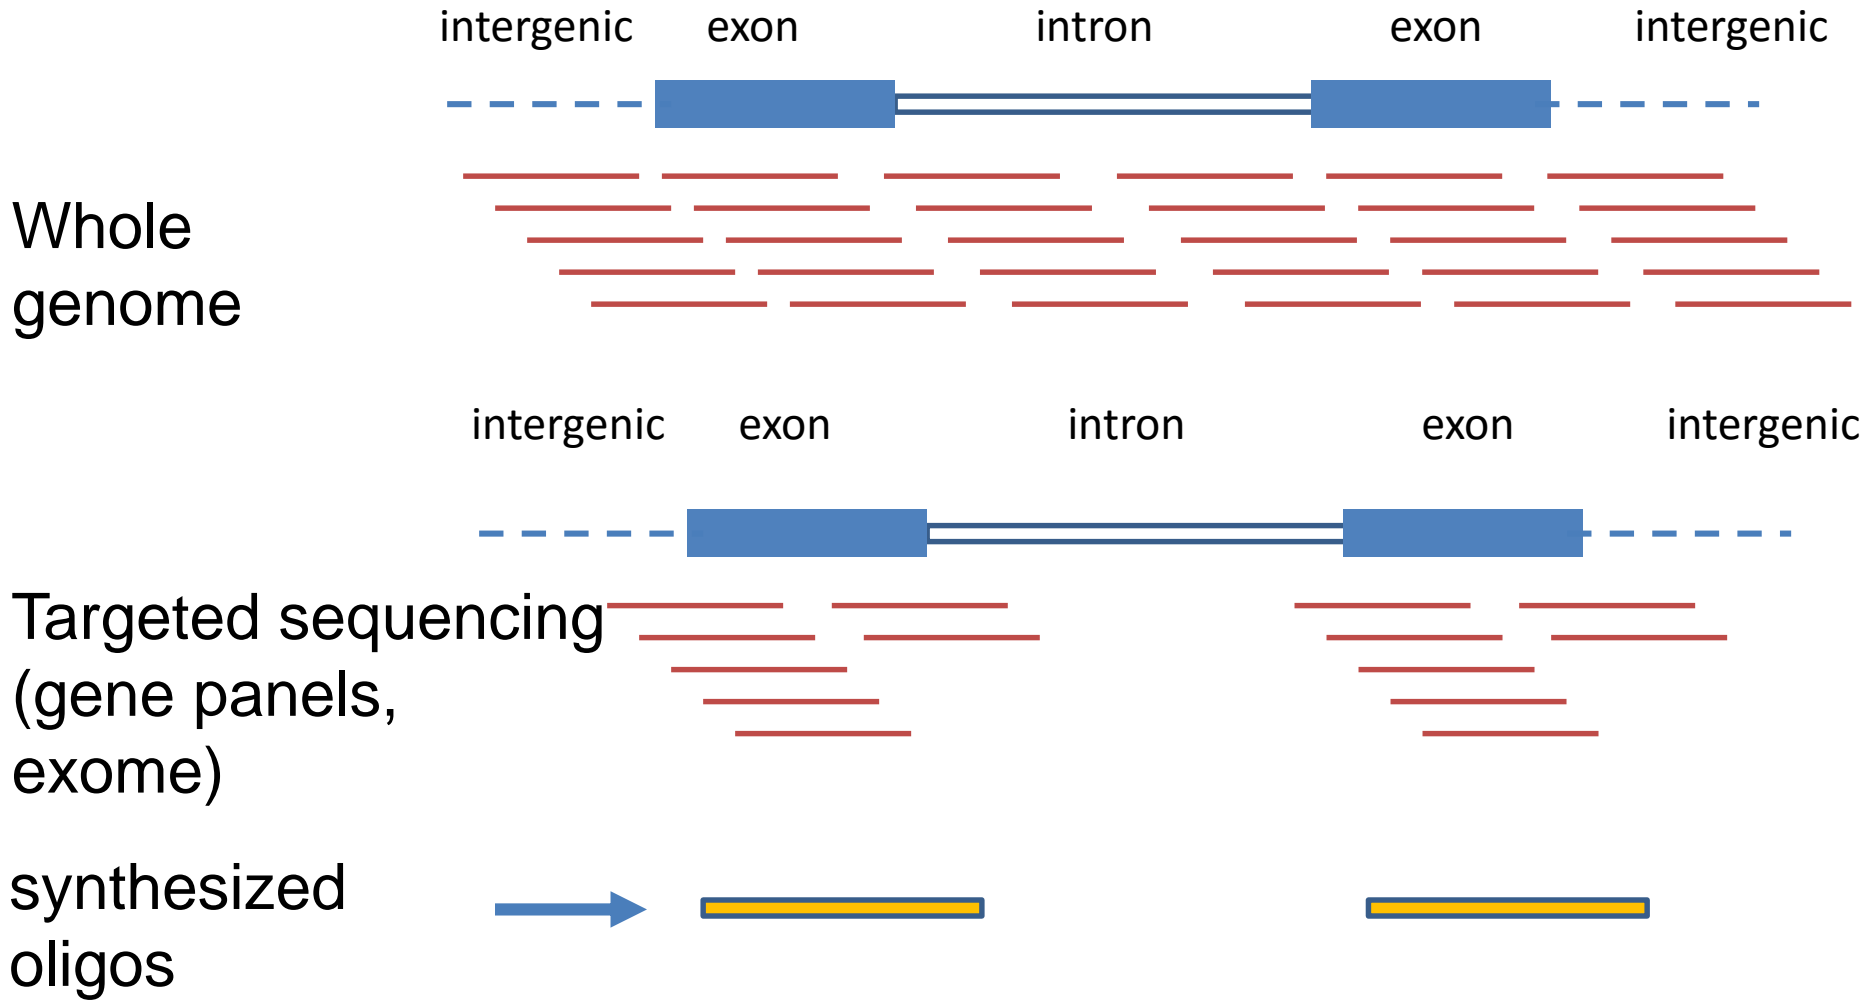 intergenic exon intron exon intergenic
Whole
genome
intergenic exon intron exon intergenic
Targeted sequencing
(gene panels,
exome)
synthesized
oligos